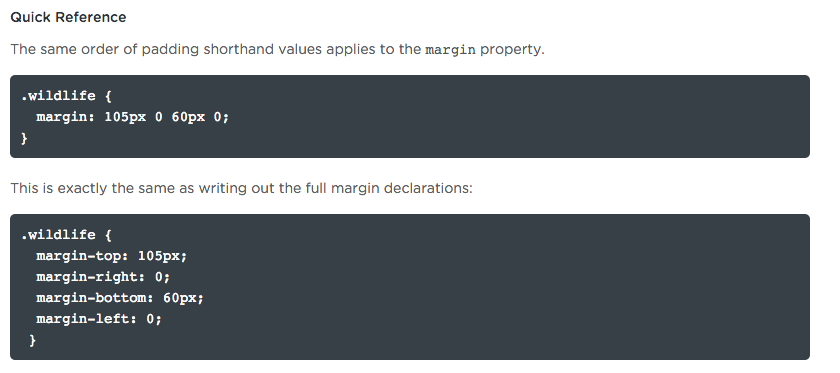 Quick Reference
The same order of padding shorthand values applies to the margin property.
.wildlife {
  margin: 105px 0 60px 0;
}
This is exactly the same as writing out the full margin declarations:
.wildlife {
  margin-top: 105px;
  margin-right: 0;
  margin-bottom: 60px;
  margin-left: 0;
 }